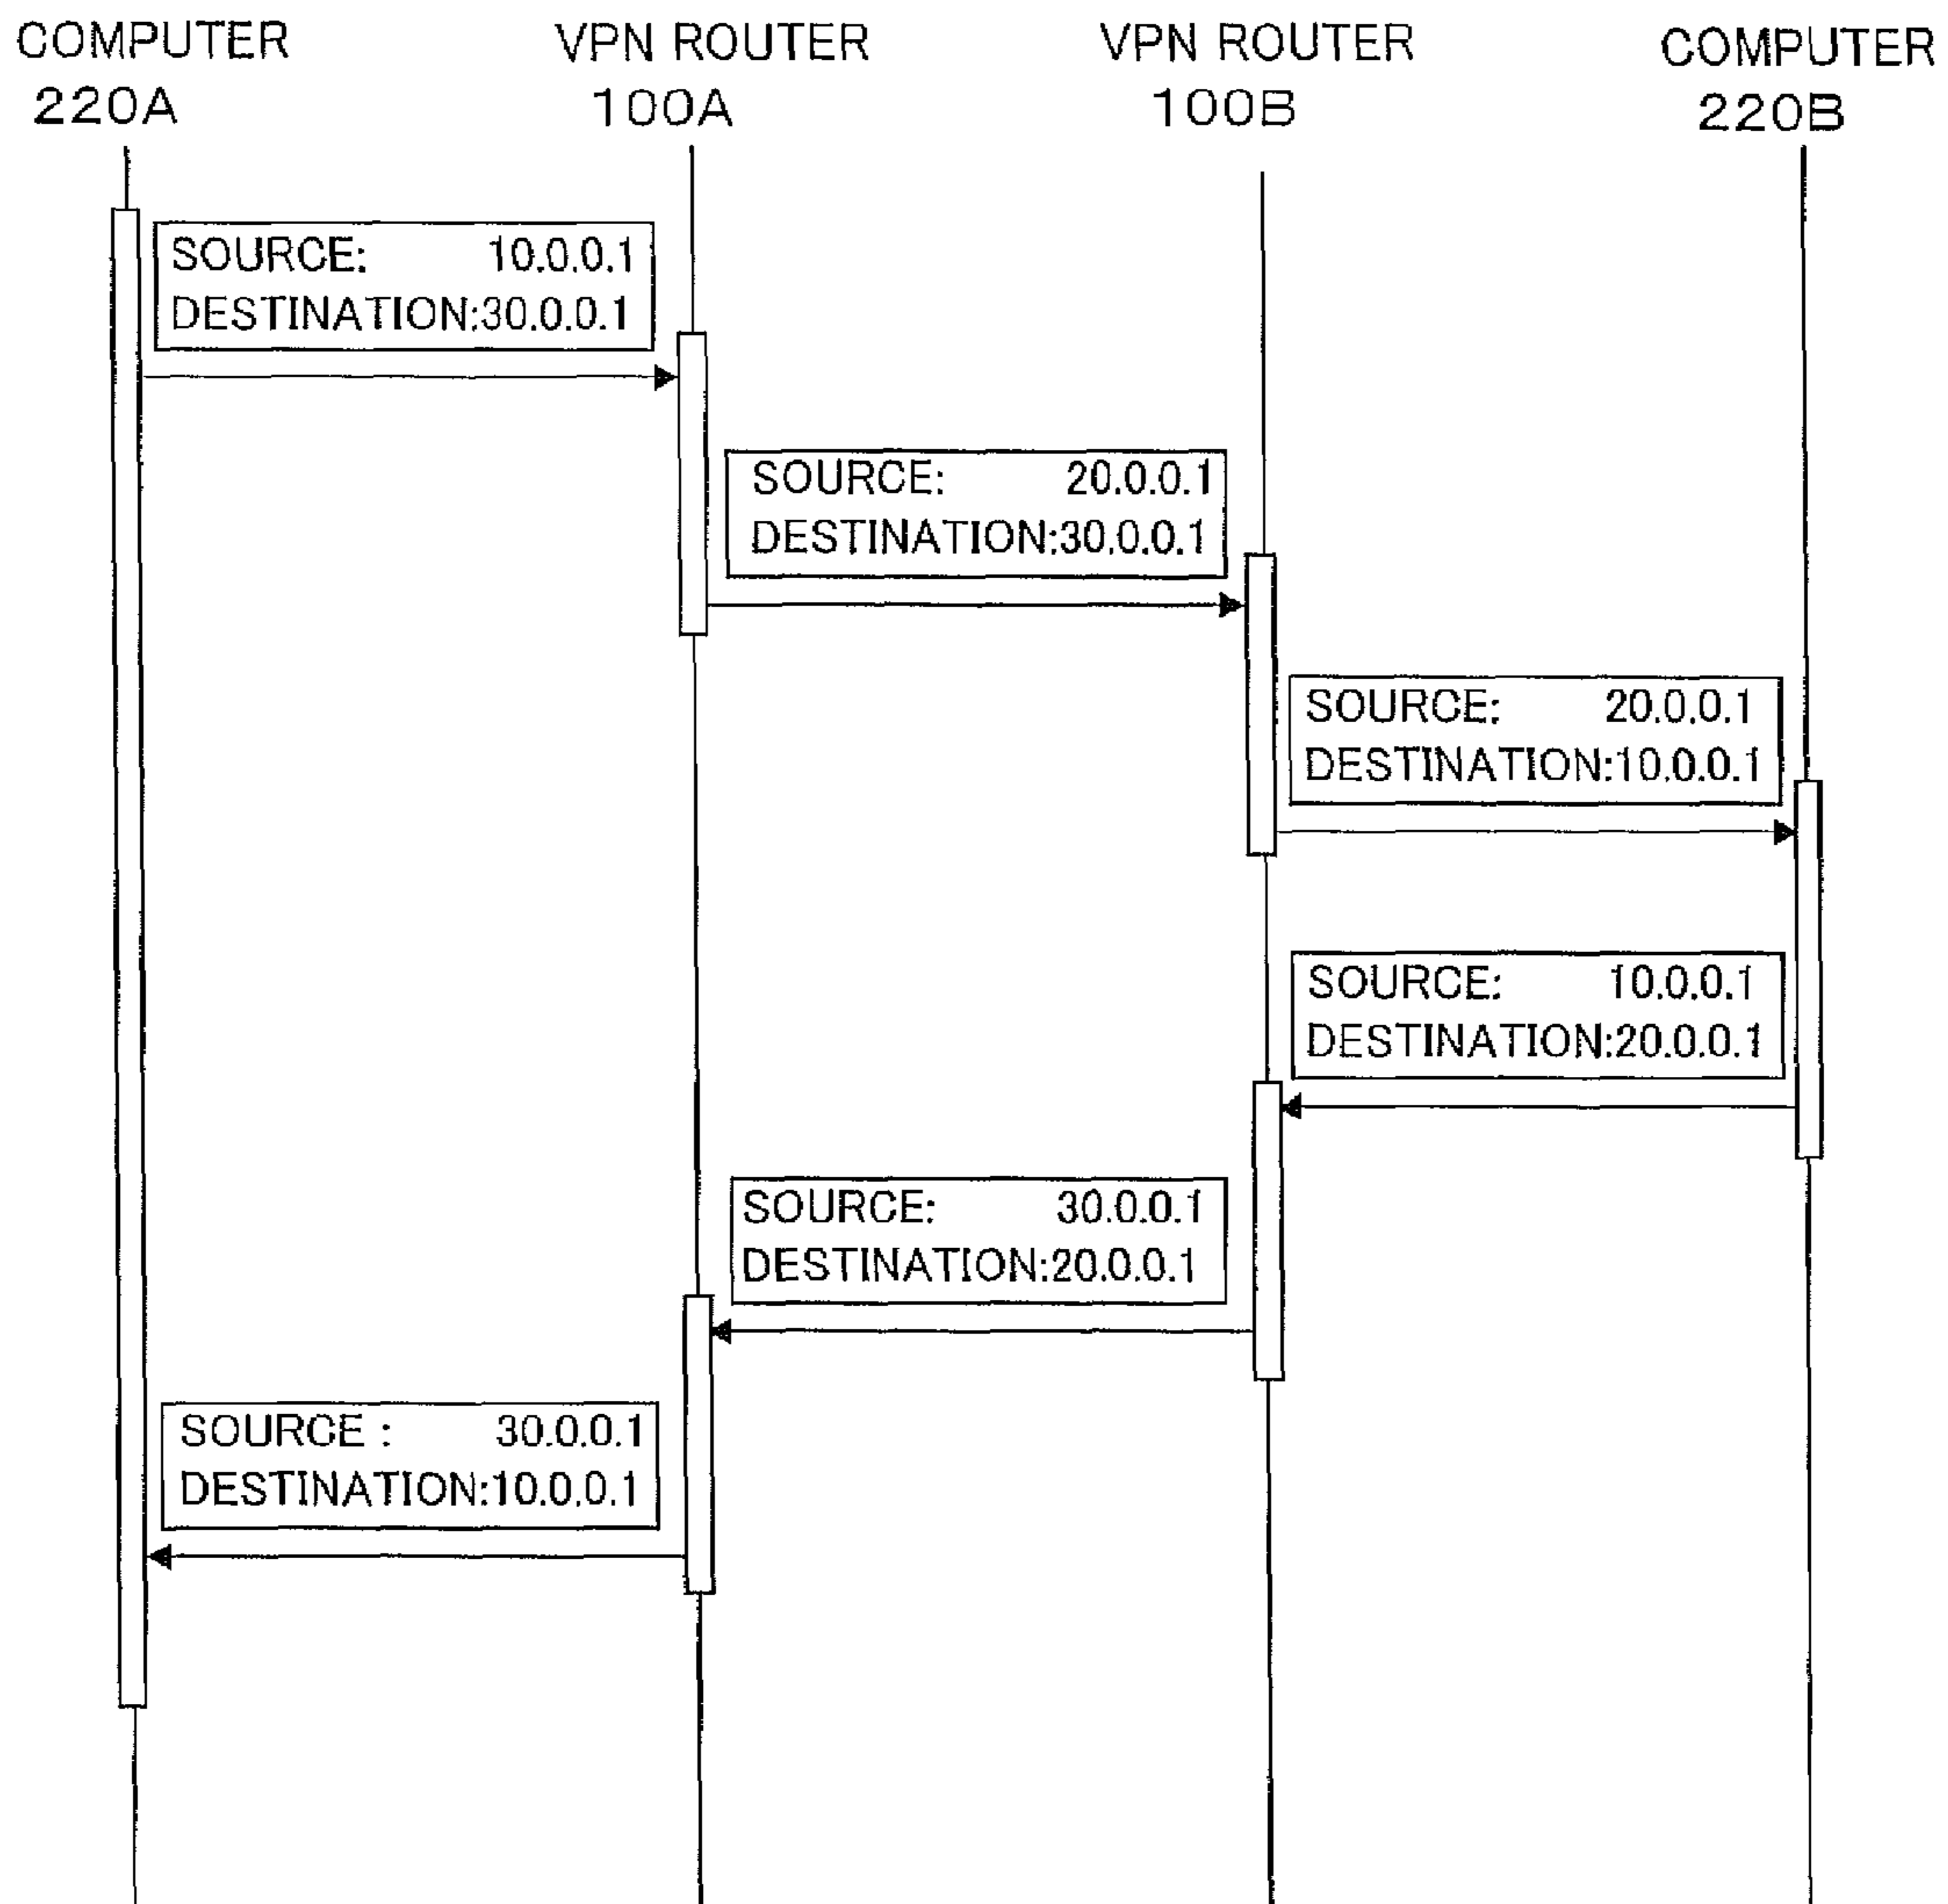 COMPUTER
220A
VPN ROUTER
100A
VPN ROUTER
100B
COMPUTER
220B
SOURCE: 10.0.0.1
DESTINATION:30.0.0.1
SOURCE: 20.0.0.1
DESTINATION:30.0.0.1
SOURCE: 20.0.0.1
DESTINATION:10.0.0.1
SOURCE: 10.0.0.1
DESTINATION:20.0.0.1
SOURCE: 30.0.0.1
DESTINATION:20.0.0.1
SOURCE : 30.0.0.1
DESTINATION:10.0.0.1